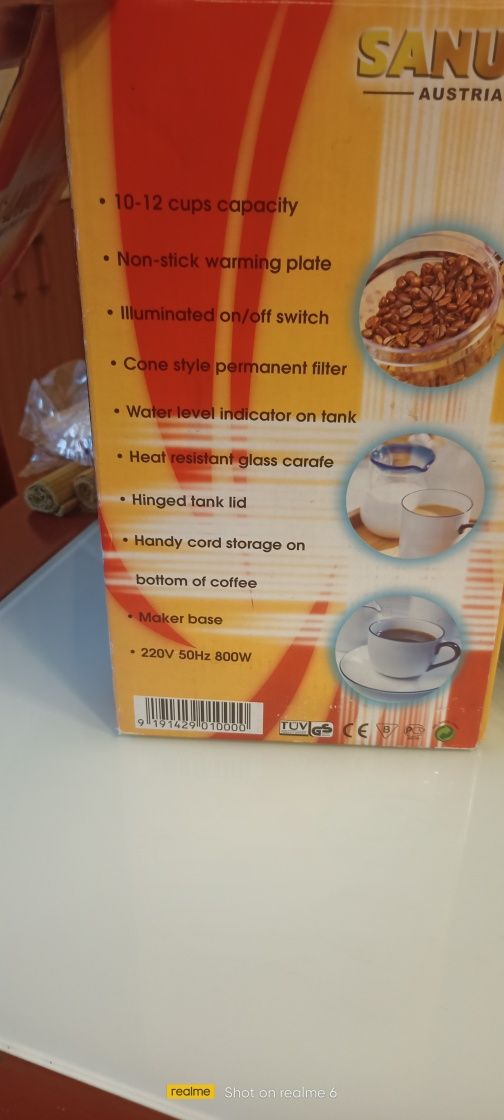 SANU
AUSTRIA
• 10-12 cups capacity
• Non-stick warming plate
• Illuminated on/off switch
• Cone style permanent filter
• Water level indicator on tank
• Heat resistant glass carafe
• Hinged tank lid
• Handy cord storage on
bottom of coffee
• Maker base
• 220V 50Hz 800W
9 191429 010000
TÜV GS CE B
realme Shot on realme 6